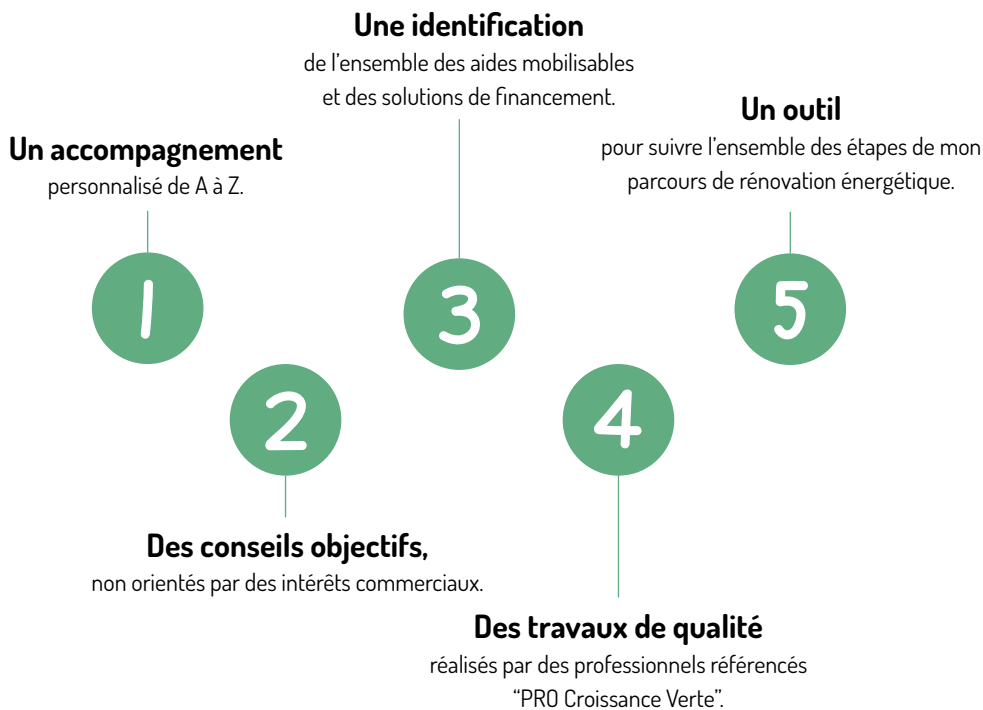 Une identification
de l'ensemble des aides mobilisables
et des solutions de financement.
Un outil
pour suivre l'ensemble des étapes de mon
parcours de rénovation énergétique.
Un accompagnement
personnalisé de A à Z.
1
3
5
2
4
Des conseils objectifs,
non orientés par des intérêts commerciaux.
Des travaux de qualité
réalisés par des professionnels référencés
“PRO Croissance Verte”.